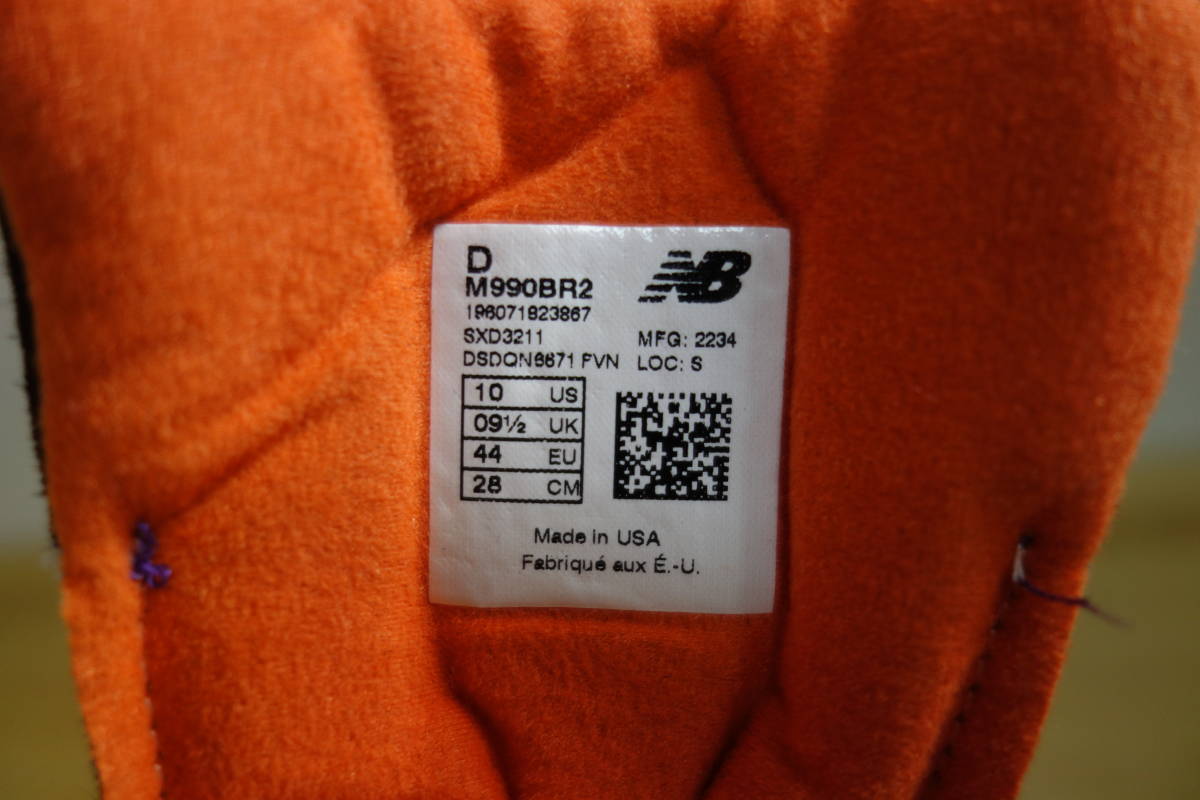 D
NB
M990BR2
196071823867
SXD3211 MFG: 2234
DSDQN6671 FVN LOC: S
10 US
09½ UK
44 EU
28 CM
Made in USA
Fabriqué aux É.-U.